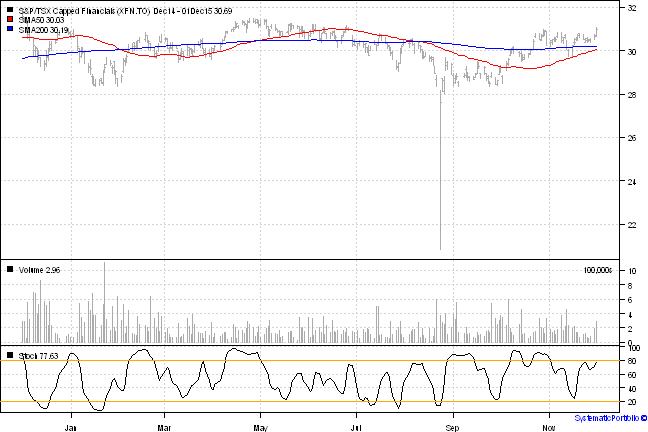 S&P/TSX Capped Financials (XFN.TO) Dec14 - 01Dec15 30.69
SMA50 30.03
SMA200 30.19
32
30
28
26
24
22
Volume 2.96
100,000s
10
8
6
4
2
0
Stoch 77.63
100
80
60
40
20
Jan Mar May Jul Sep Nov
SystematicPortfolio ©